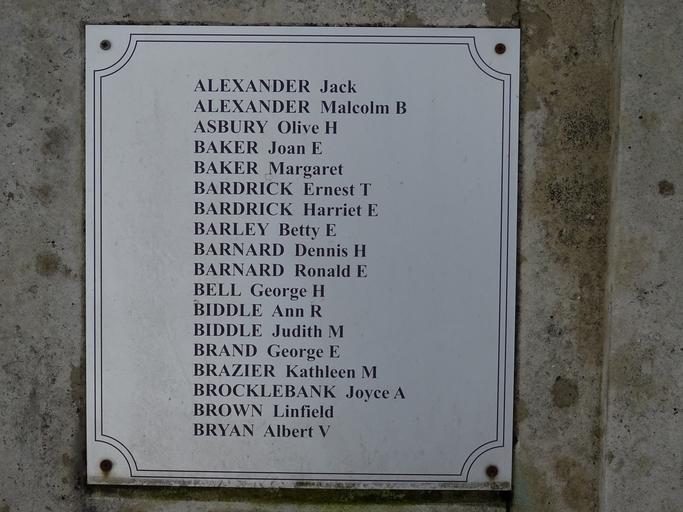 ALEXANDER Jack
ALEXANDER Malcolm B
ASBURY Olive H
BAKER Joan E
BAKER Margaret
BARDRICK Ernest T
BARDRICK Harriet E
BARLEY Betty E
BARNARD Dennis H
BARNARD Ronald E
BELL George H
BIDDLE Ann R
BIDDLE Judith M
BRAND George E
BRAZIER Kathleen M
BROCKLEBANK Joyce A
BROWN Linfield
BRYAN Albert V